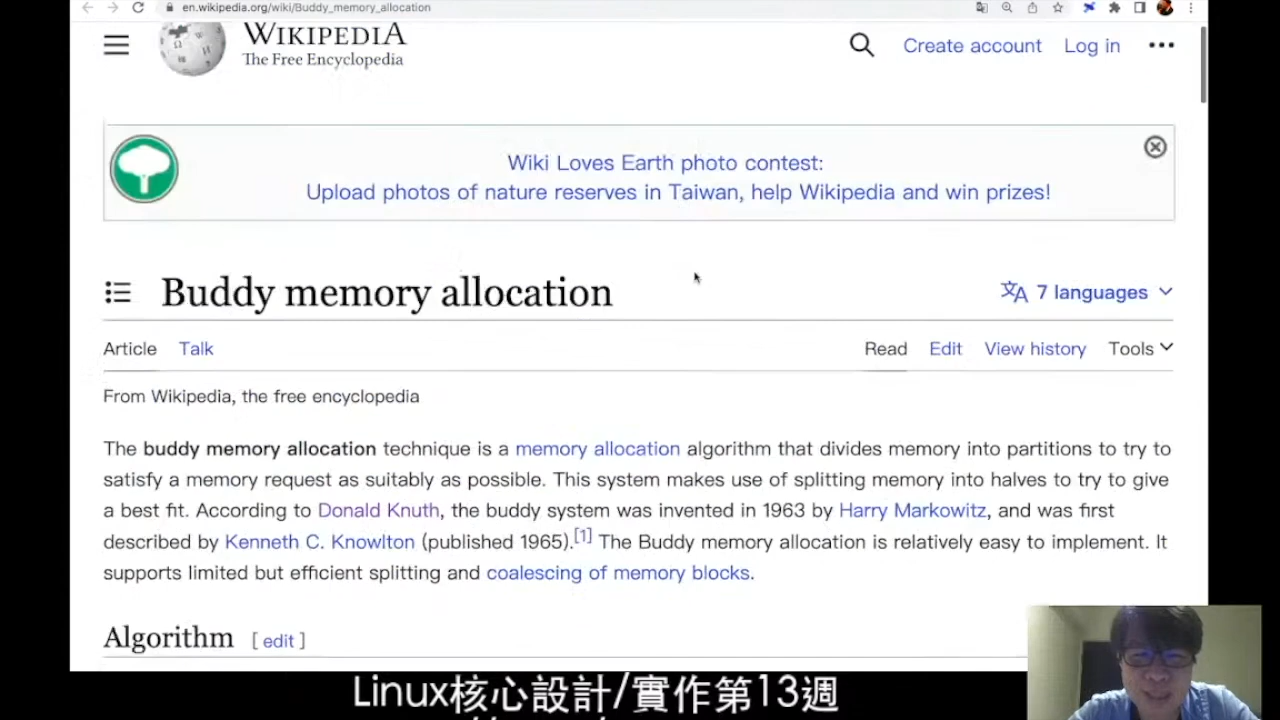 en.wikipedia.org/wiki/Buddy_memory_allocation
WIKIPEDIA
The Free Encyclopedia
Create account
Log in
Wiki Loves Earth photo contest:
Upload photos of nature reserves in Taiwan, help Wikipedia and win prizes!
Buddy memory allocation
7 languages
Article Talk
Read Edit View history Tools
From Wikipedia, the free encyclopedia
The buddy memory allocation technique is a memory allocation algorithm that divides memory into partitions to try to
satisfy a memory request as suitably as possible. This system makes use of splitting memory into halves to try to give
a best fit. According to Donald Knuth, the buddy system was invented in 1963 by Harry Markowitz, and was first
described by Kenneth C. Knowlton (published 1965).[1] The Buddy memory allocation is relatively easy to implement. It
supports limited but efficient splitting and coalescing of memory blocks.
Algorithm [ edit ]
Linux核心設計/實作第13週